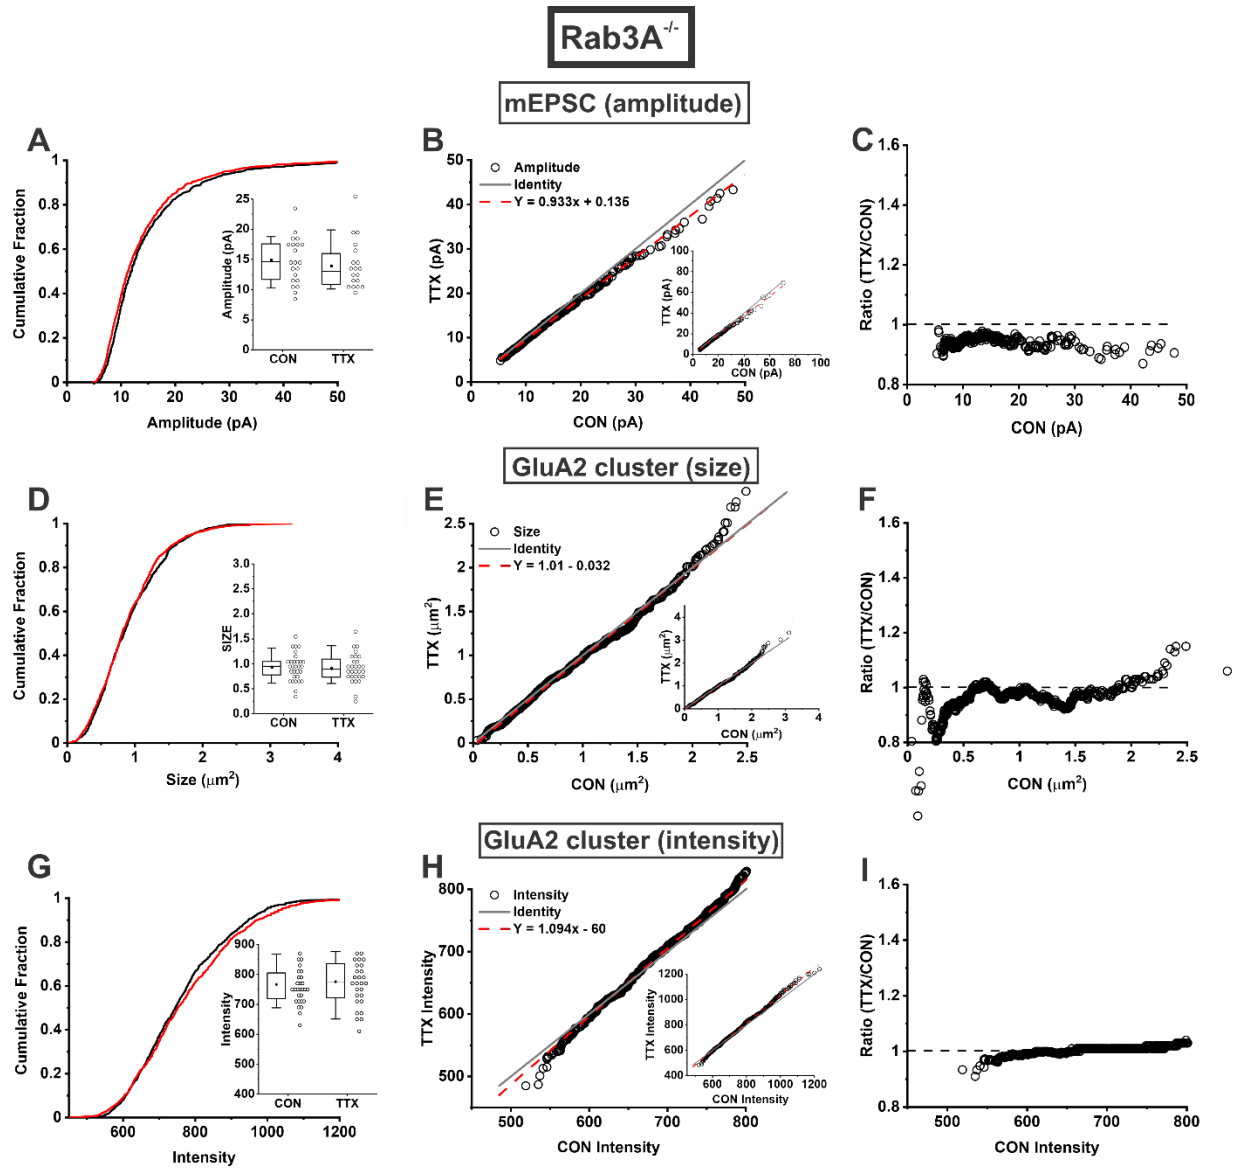 Rab3A-/-
mEPSC (amplitude)
A
Cumulative Fraction
1
0.8
0.6
0.4
0.2
0
0 10 20 30 40 50
Amplitude (pA)
Amplitude (pA)
25
20
15
10
5
0
CON TTX
B
TTX (pA)
50
40
30
20
10
0
0 10 20 30 40 50
CON (pA)
Amplitude
Identity
Y = 0.933x + 0.135
TTX (pA)
100
80
60
40
20
0
0 20 40 60 80 100
CON (pA)
C
Ratio (TTX/CON)
1.6
1.4
1.2
1
0.8
0 10 20 30 40 50
CON (pA)
GluA2 cluster (size)
D
Cumulative Fraction
1
0.8
0.6
0.4
0.2
0
0 1 2 3 4
Size (μm2)
SIZE
3.0
2.5
2.0
1.5
1.0
0.5
0.0
CON TTX
E
TTX (μm2)
2.5
2
1.5
1
0.5
0
0 0.5 1 1.5 2 2.5
CON (μm2)
Size
Identity
Y = 1.01 - 0.032
TTX (μm2)
4
3
2
1
0
0 1 2 3 4
CON (μm2)
F
Ratio (TTX/CON)
1.6
1.4
1.2
1
0.8
0 0.5 1 1.5 2 2.5
CON (μm2)
GluA2 cluster (intensity)
G
Cumulative Fraction
1
0.8
0.6
0.4
0.2
0
600 800 1000 1200
Intensity
Intensity
900
800
700
600
500
400
CON TTX
H
TTX Intensity
800
700
600
500
500 600 700 800
CON Intensity
Intensity
Identity
Y = 1.094x - 60
TTX Intensity
1200
1000
800
600
400
600 800 1000 1200
CON Intensity
I
Ratio (TTX/CON)
1.6
1.4
1.2
1
0.8
500 600 700 800
CON Intensity